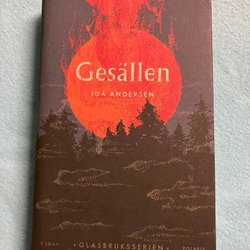 Gesällen
IDA ANDERSEN
ROMAN • GLASBRUKSSERIEN • POLARIS